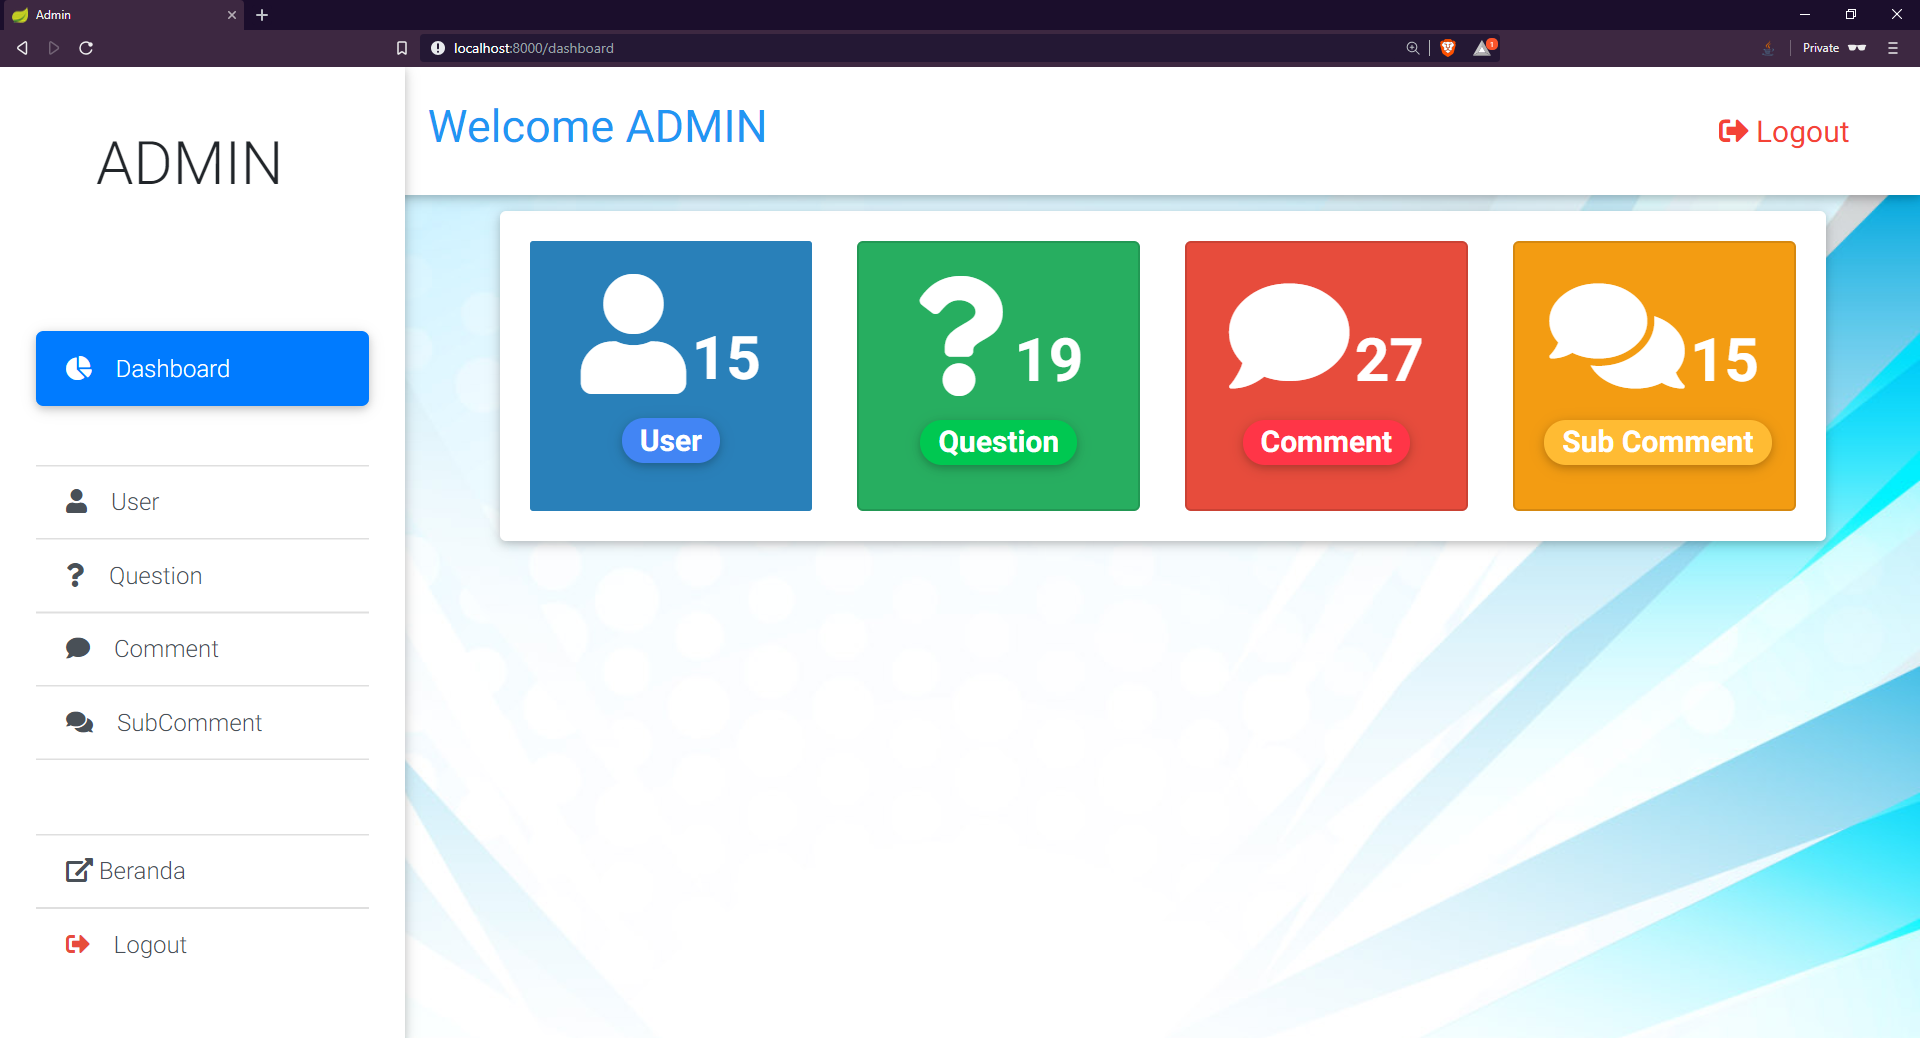 Admin
localhost:8000/dashboard
1
Private
ADMIN
Welcome ADMIN
Logout
Dashboard
User
Question
Comment
SubComment
Beranda
Logout
15
User
19
Question
27
Comment
15
Sub Comment